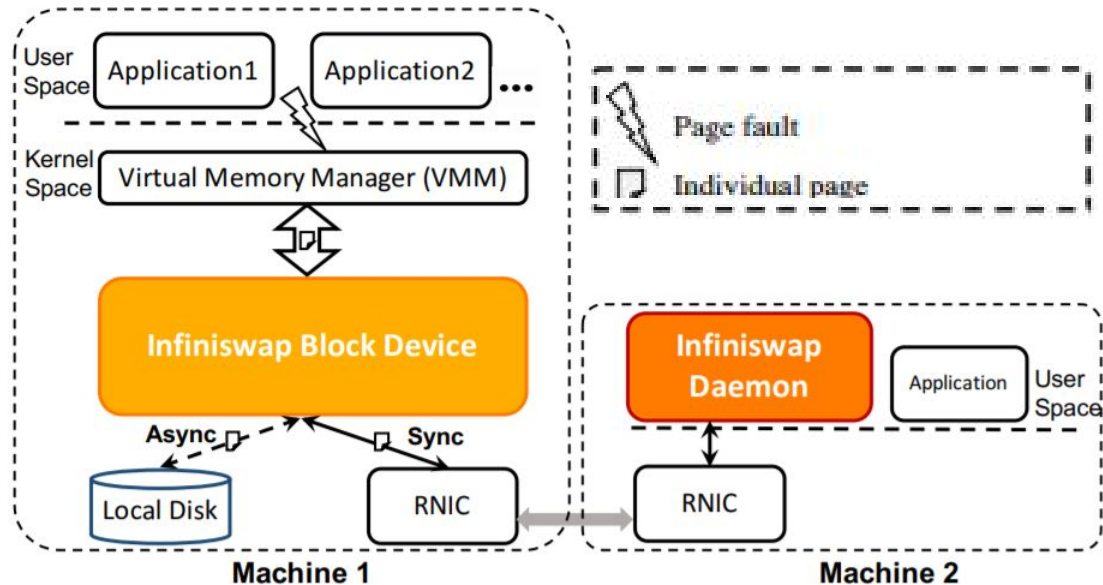 User
Space
Application1
Application2
...
Kernel
Space
Virtual Memory Manager (VMM)
Infiniswap Block Device
Async
Sync
Local Disk
RNIC
Machine 1
Page fault
Individual page
Infiniswap
Daemon
Application
User
Space
RNIC
Machine 2